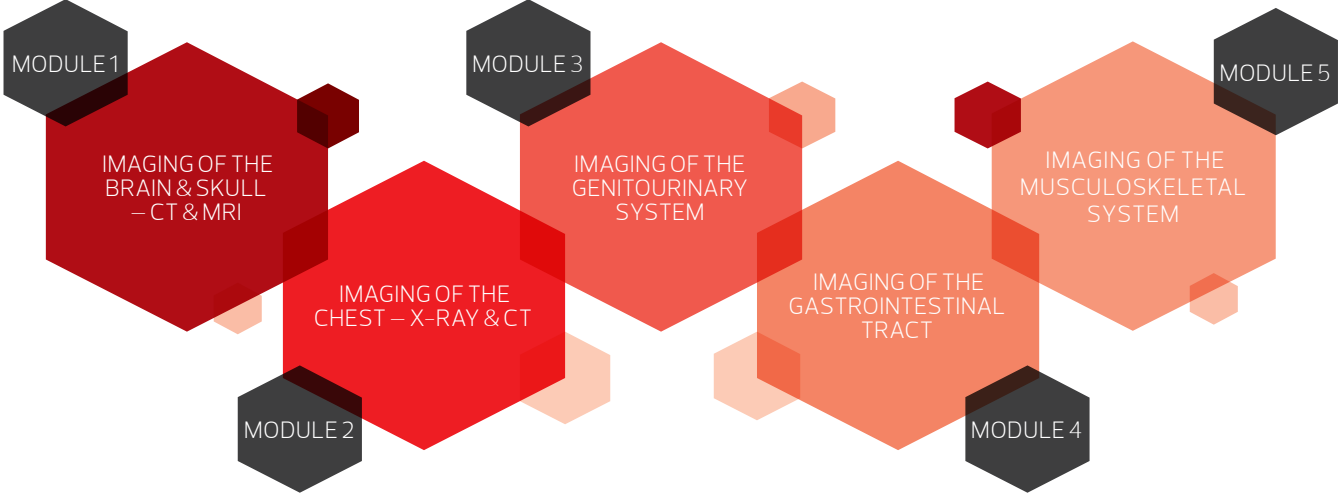 MODULE 1
IMAGING OF THE
BRAIN & SKULL
– CT & MRI
IMAGING OF THE
CHEST – X-RAY & CT
MODULE 2
MODULE 3
IMAGING OF THE
GENITOURINARY
SYSTEM
IMAGING OF THE
GASTROINTESTINAL
TRACT
MODULE 4
MODULE 5
IMAGING OF THE
MUSCULOSKELETAL
SYSTEM